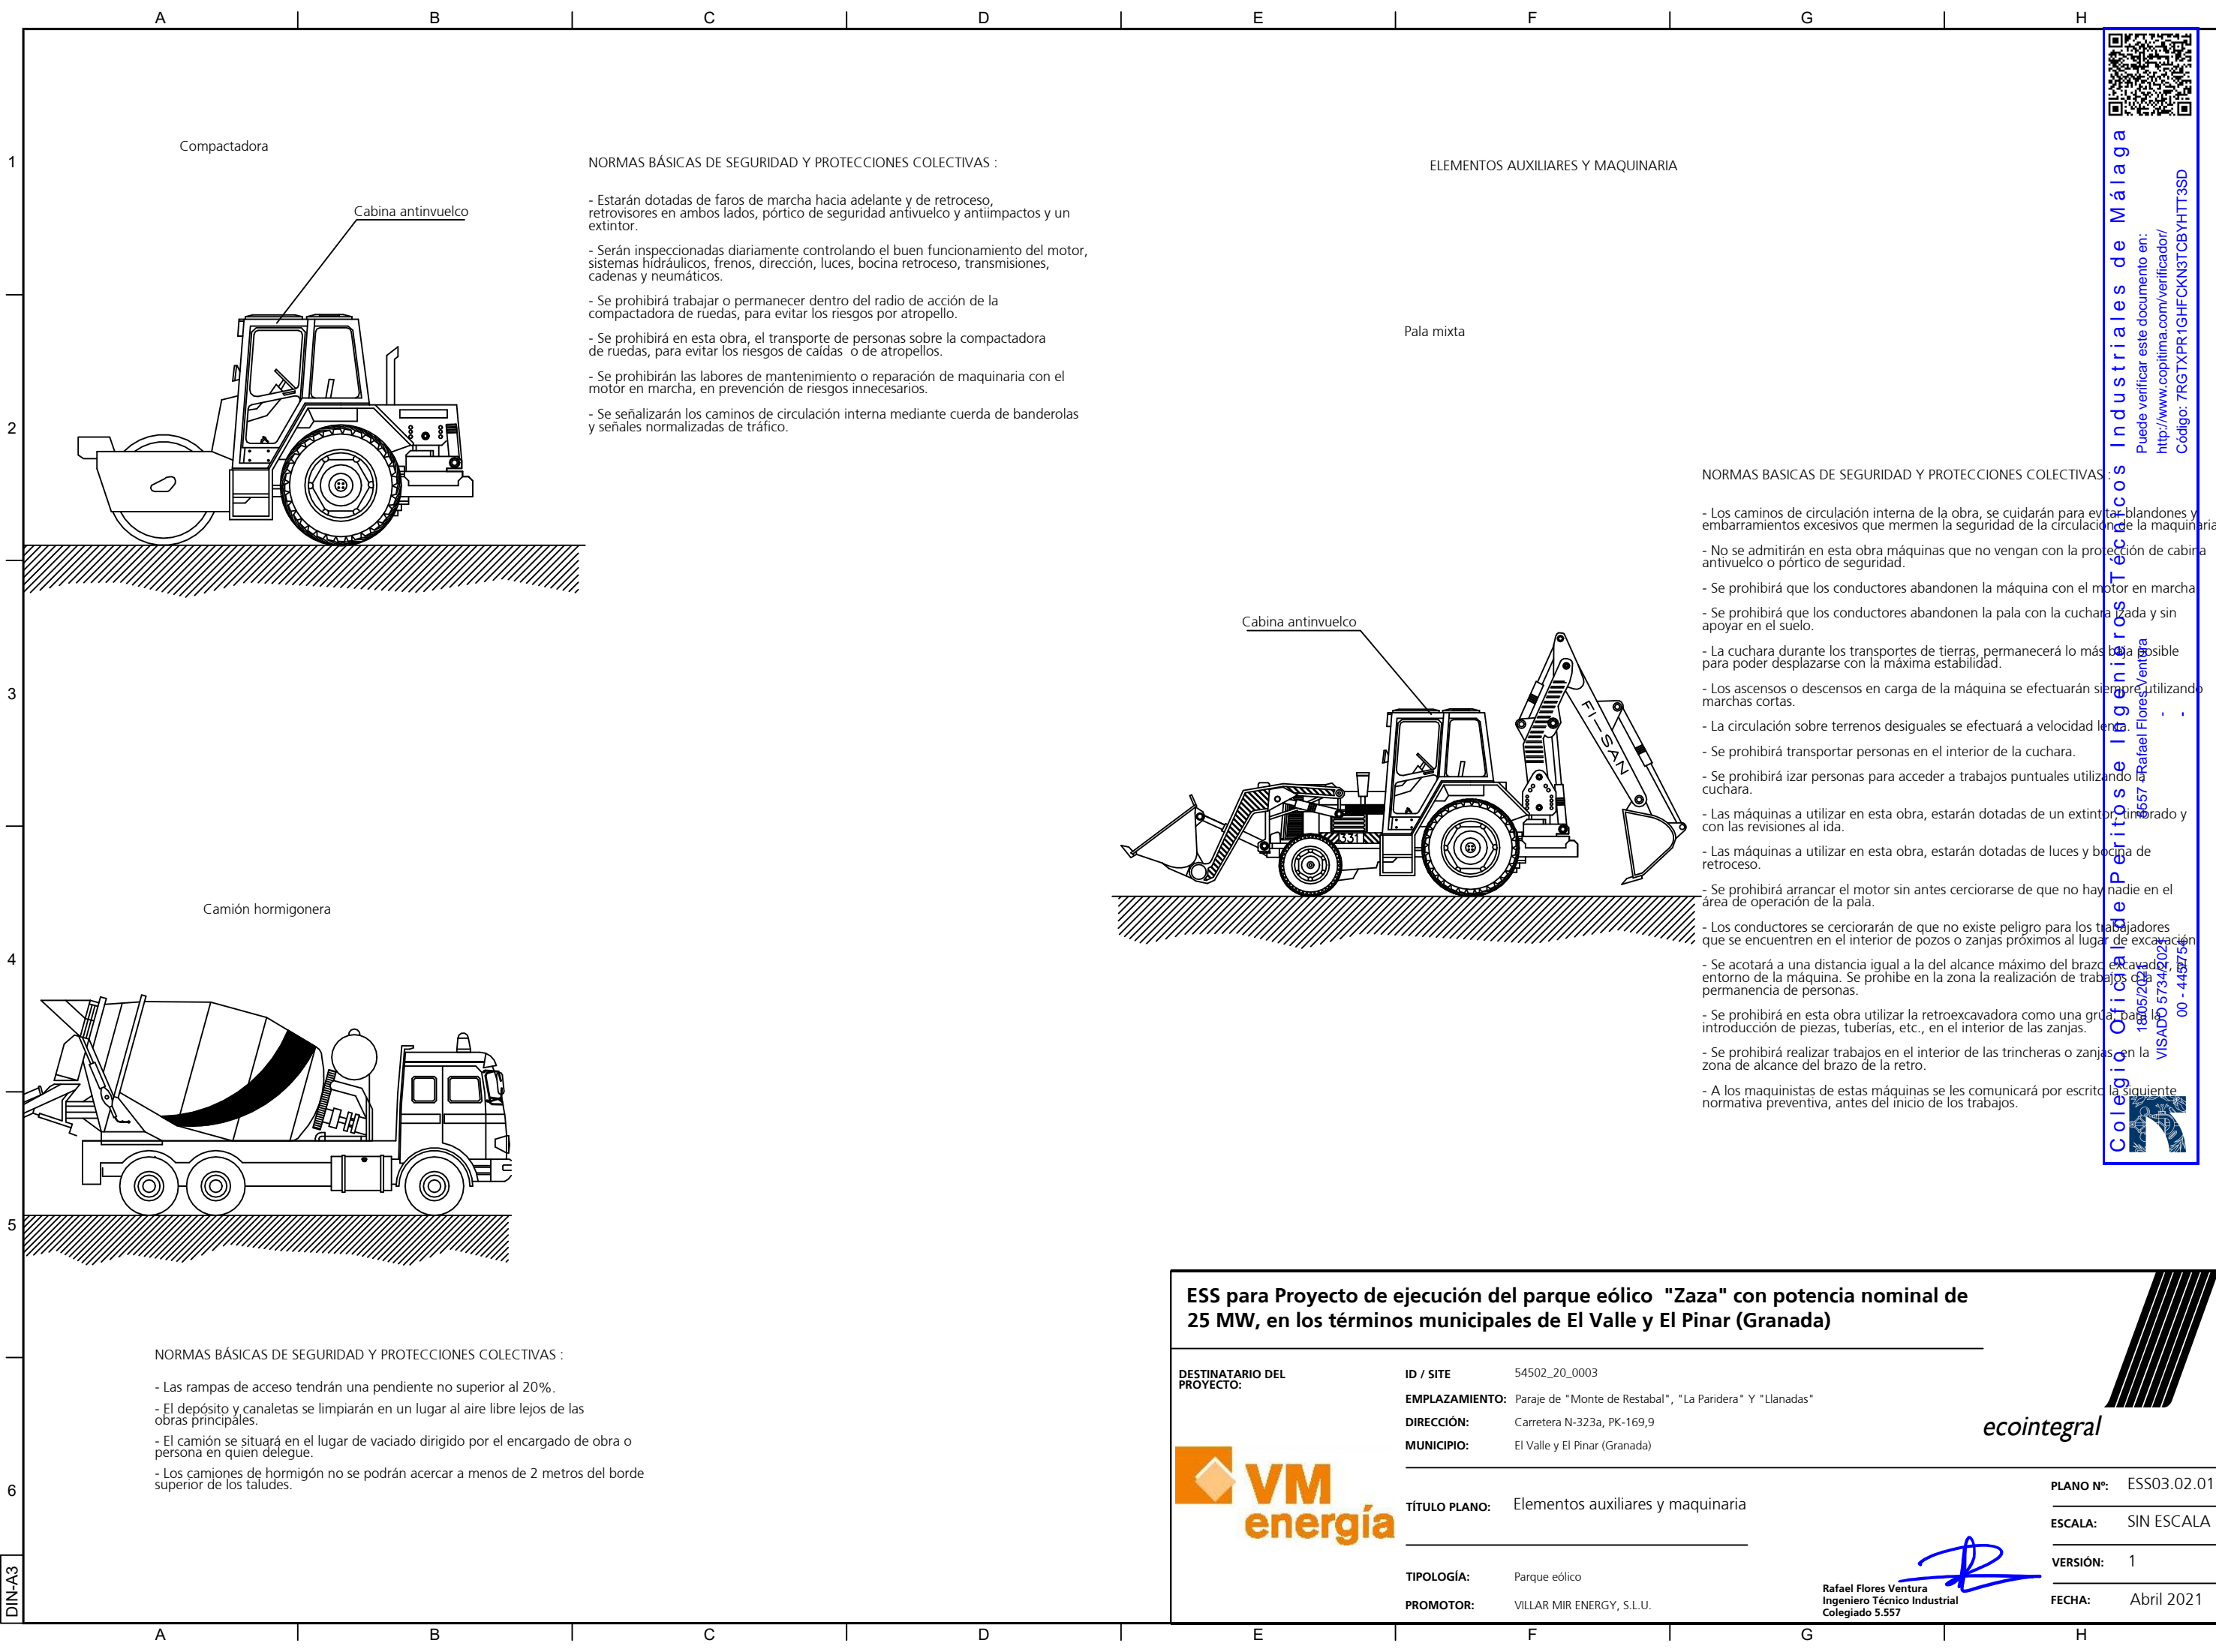 A B C D E F G H
1
2
3
4
5
6
DIN-A3
Compactadora
Cabina antinvuelco
NORMAS BÁSICAS DE SEGURIDAD Y PROTECCIONES COLECTIVAS :
- Estarán dotadas de faros de marcha hacia adelante y de retroceso,
retrovisores en ambos lados, pórtico de seguridad antivuelco y antiimpactos y un
extintor.
- Serán inspeccionadas diariamente controlando el buen funcionamiento del motor,
sistemas hidráulicos, frenos, dirección, luces, bocina retroceso, transmisiones,
cadenas y neumáticos.
- Se prohibirá trabajar o permanecer dentro del radio de acción de la
compactadora de ruedas, para evitar los riesgos por atropello.
- Se prohibirá en esta obra, el transporte de personas sobre la compactadora
de ruedas, para evitar los riesgos de caídas  o de atropellos.
- Se prohibirán las labores de mantenimiento o reparación de maquinaria con el
motor en marcha, en prevención de riesgos innecesarios.
- Se señalizarán los caminos de circulación interna mediante cuerda de banderolas
y señales normalizadas de tráfico.
ELEMENTOS AUXILIARES Y MAQUINARIA
Pala mixta
Cabina antinvuelco
FI-SAN
331
NORMAS BASICAS DE SEGURIDAD Y PROTECCIONES COLECTIVAS :
- Los caminos de circulación interna de la obra, se cuidarán para evitar blandones y
embarramientos excesivos que mermen la seguridad de la circulación de la maquinaria
- No se admitirán en esta obra máquinas que no vengan con la protección de cabina
antivuelco o pórtico de seguridad.
- Se prohibirá que los conductores abandonen la máquina con el motor en marcha
- Se prohibirá que los conductores abandonen la pala con la cuchara izada y sin
apoyar en el suelo.
- La cuchara durante los transportes de tierras, permanecerá lo más baja posible
para poder desplazarse con la máxima estabilidad.
- Los ascensos o descensos en carga de la máquina se efectuarán siempre utilizando
marchas cortas.
- La circulación sobre terrenos desiguales se efectuará a velocidad lenta.
- Se prohibirá transportar personas en el interior de la cuchara.
- Se prohibirá izar personas para acceder a trabajos puntuales utilizando la
cuchara.
- Las máquinas a utilizar en esta obra, estarán dotadas de un extintor, timbrado y
con las revisiones al ida.
- Las máquinas a utilizar en esta obra, estarán dotadas de luces y bocina de
retroceso.
- Se prohibirá arrancar el motor sin antes cerciorarse de que no hay nadie en el
área de operación de la pala.
- Los conductores se cerciorarán de que no existe peligro para los trabajadores
que se encuentren en el interior de pozos o zanjas próximos al lugar de excavación
- Se acotará a una distancia igual a la del alcance máximo del brazo excavador, el
entorno de la máquina. Se prohibe en la zona la realización de trabajos o la
permanencia de personas.
- Se prohibirá en esta obra utilizar la retroexcavadora como una grúa, para la
introducción de piezas, tuberías, etc., en el interior de las zanjas.
- Se prohibirá realizar trabajos en el interior de las trincheras o zanjas, en la
zona de alcance del brazo de la retro.
- A los maquinistas de estas máquinas se les comunicará por escrito la siguiente
normativa preventiva, antes del inicio de los trabajos.
Colegio Oficial de Peritos e Ingenieros Técnicos Industriales de Málaga
Puede verificar este documento en:
http://www.copitima.com/verificador/
Código: 7RGTXPR1GHFCKN3TCBYHTT3SD
5557 - Rafael Flores Ventura
-
-
18/05/2021
VISADO 5734/2021
00 - 445754
Camión hormigonera
NORMAS BÁSICAS DE SEGURIDAD Y PROTECCIONES COLECTIVAS :
- Las rampas de acceso tendrán una pendiente no superior al 20%.
- El depósito y canaletas se limpiarán en un lugar al aire libre lejos de las
obras principales.
- El camión se situará en el lugar de vaciado dirigido por el encargado de obra o
persona en quien delegue.
- Los camiones de hormigón no se podrán acercar a menos de 2 metros del borde
superior de los taludes.
ESS para Proyecto de ejecución del parque eólico  "Zaza" con potencia nominal de
25 MW, en los términos municipales de El Valle y El Pinar (Granada)
DESTINATARIO DEL
PROYECTO:
VM
energía
ID / SITE 54502_20_0003
EMPLAZAMIENTO: Paraje de "Monte de Restabal", "La Paridera" Y "Llanadas"
DIRECCIÓN: Carretera N-323a, PK-169,9
MUNICIPIO: El Valle y El Pinar (Granada)
TÍTULO PLANO: Elementos auxiliares y maquinaria
TIPOLOGÍA: Parque eólico
PROMOTOR: VILLAR MIR ENERGY, S.L.U.
ecointegral
Rafael Flores Ventura
Ingeniero Técnico Industrial
Colegiado 5.557
PLANO Nº: ESS03.02.01
ESCALA: SIN ESCALA
VERSIÓN: 1
FECHA: Abril 2021
A B C D E F G H